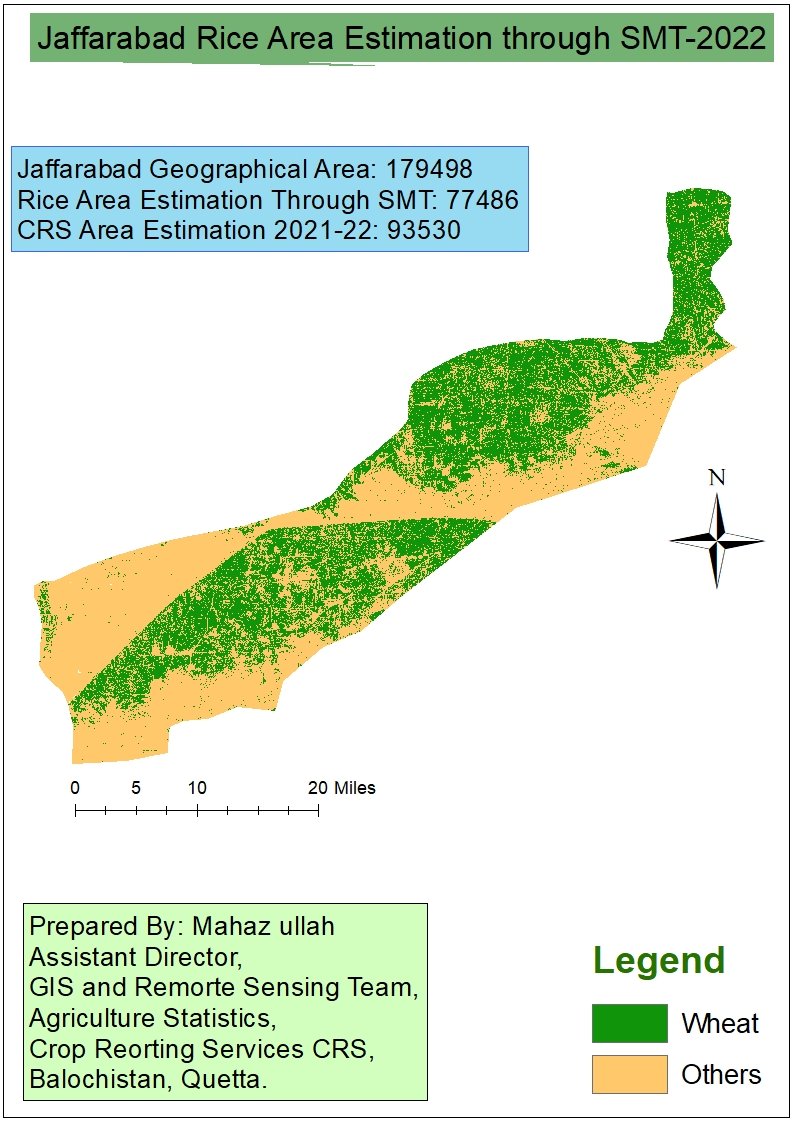 Jaffarabad Rice Area Estimation through SMT-2022
Jaffarabad Geographical Area: 179498
Rice Area Estimation Through SMT: 77486
CRS Area Estimation 2021-22: 93530
N
0 5 10 20 Miles
Prepared By: Mahaz ullah
Assistant Director,
GIS and Remorte Sensing Team,
Agriculture Statistics,
Crop Reorting Services CRS,
Balochistan, Quetta.
Legend
Wheat
Others